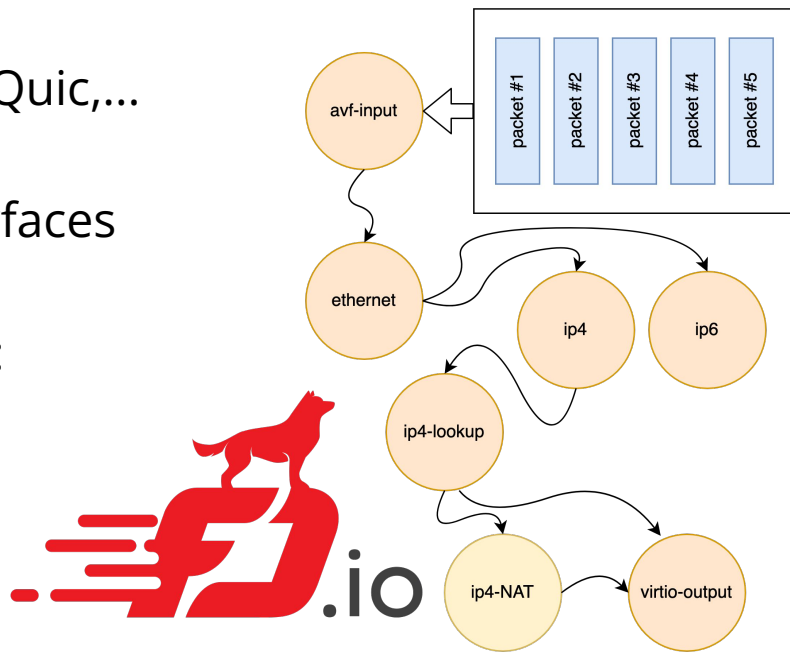 Quic,...
faces
:
avf-input
packet #1
packet #2
packet #3
packet #4
packet #5
ethernet
ip4
ip6
ip4-lookup
ip4-NAT
virtio-output
FD.io